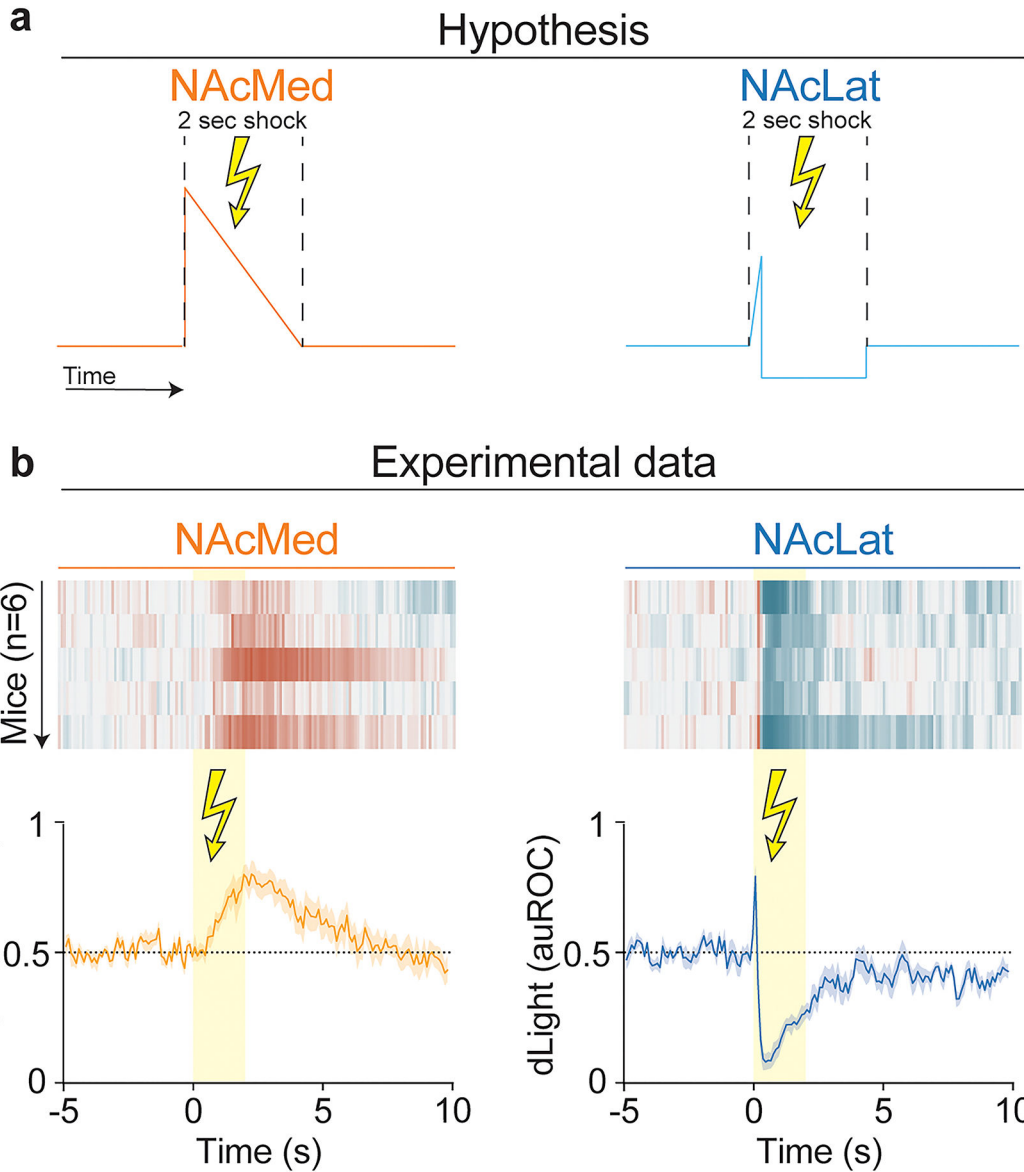 a
Hypothesis
NAcMed
NAcLat
2 sec shock
2 sec shock
Time
b
Experimental data
NAcMed
NAcLat
Mice (n=6)
1
0.5
0
-5 0 5 10
Time (s)
dLight (auROC)
1
0.5
0
-5 0 5 10
Time (s)